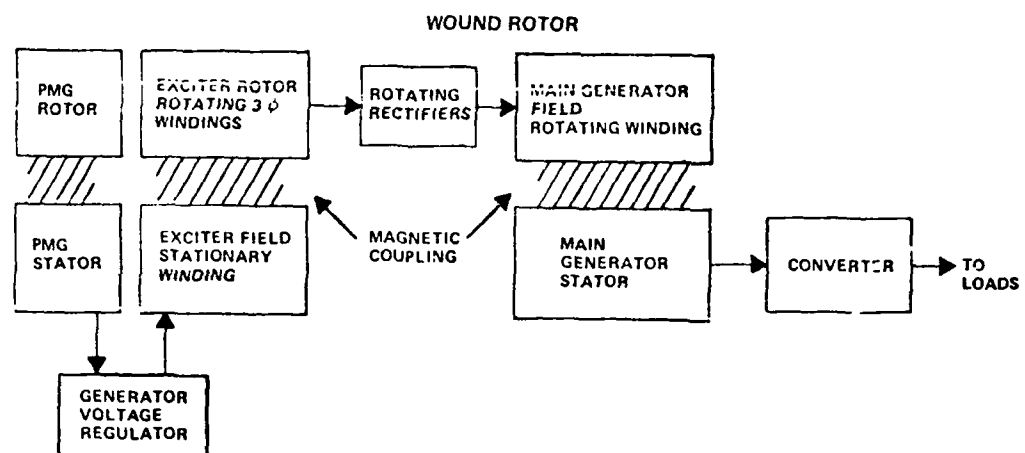 WOUND ROTOR
PMG
ROTOR
EXCITER ROTOR
ROTATING 3 ϕ
WINDINGS
ROTATING
RECTIFIERS
MAIN GENERATOR
FIELD
ROTATING WINDING
PMG
STATOR
EXCITER FIELD
STATIONARY
WINDING
MAGNETIC
COUPLING
MAIN
GENERATOR
STATOR
CONVERTER
TO
LOADS
GENERATOR
VOLTAGE
REGULATOR